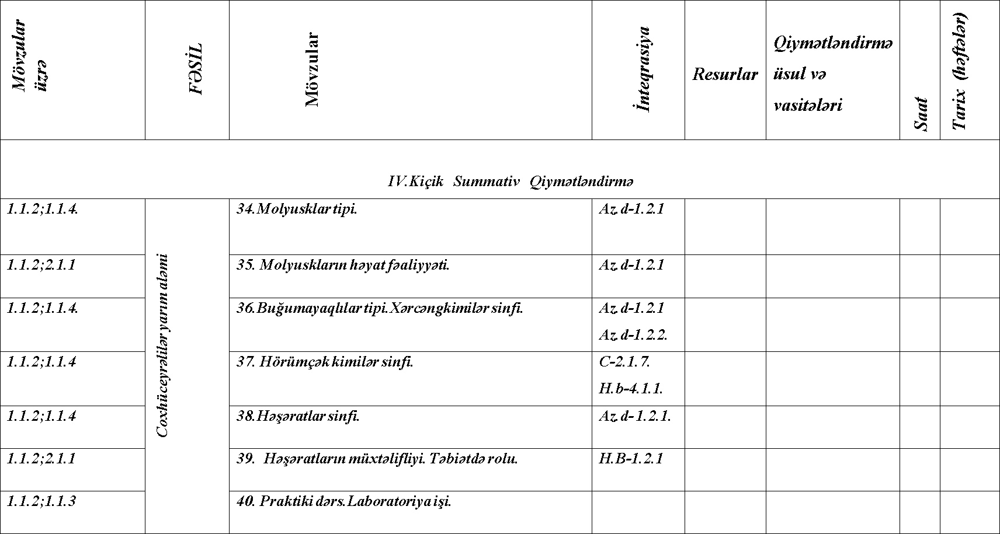 Mövzular
üzrə
FƏSİL
Mövzular
İnteqrasiya
Resurlar
Qiymətləndirmə
üsul və
vasitələri
Saat
Tarix (həftələr)
IV.Kiçik Summativ Qiymətləndirmə
1.1.2;1.1.4.
Coxhüceyrəlilər yarım aləmi
34.Molyusklar tipi.
Az.d-1.2.1
1.1.2;2.1.1
35. Molyuskların həyat fəaliyyəti.
Az.d-1.2.1
1.1.2;1.1.4.
36.Buğumayaqlılar tipi.Xərcəngkimilər sinfi.
Az.d-1.2.1
Az.d-1.2.2.
1.1.2;1.1.4
37. Hörümçək kimilər sinfi.
C-2.1.7.
H.b-4.1.1.
1.1.2;1.1.4
38.Həşəratlar sinfi.
Az.d-1.2.1.
1.1.2;2.1.1
39. Həşəratların müxtəlifliyi. Təbiətdə rolu.
H.B-1.2.1
1.1.2;1.1.3
40. Praktiki dərs.Laboratoriya işi.